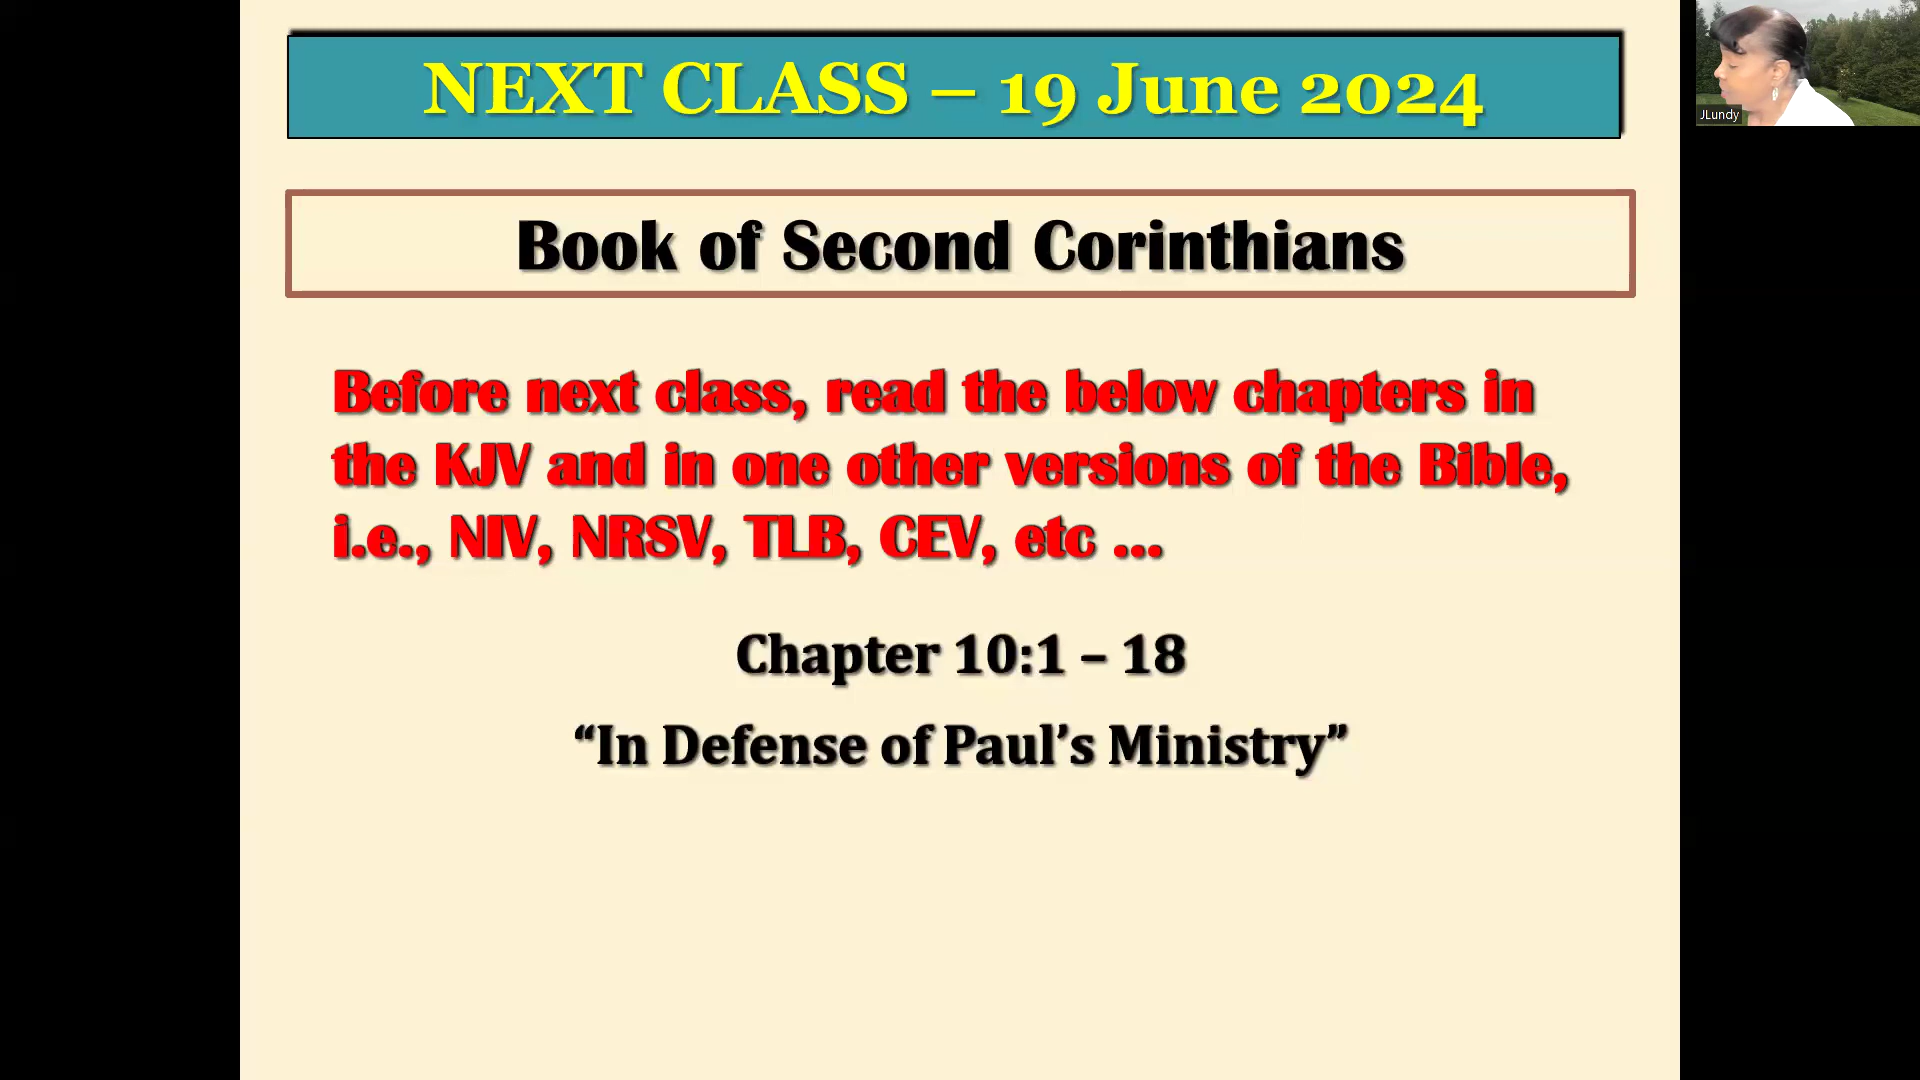 NEXT CLASS – 19 June 2024
JLundy
Book of Second Corinthians
Before next class, read the below chapters in
the KJV and in one other versions of the Bible,
i.e., NIV, NRSV, TLB, CEV, etc ...
Chapter 10:1 – 18
“In Defense of Paul’s Ministry”